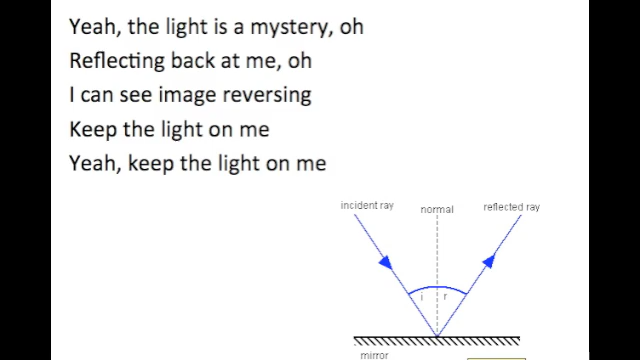 Yeah, the light is a mystery, oh
Reflecting back at me, oh
I can see image reversing
Keep the light on me
Yeah, keep the light on me
incident ray normal reflected ray
i r
mirror